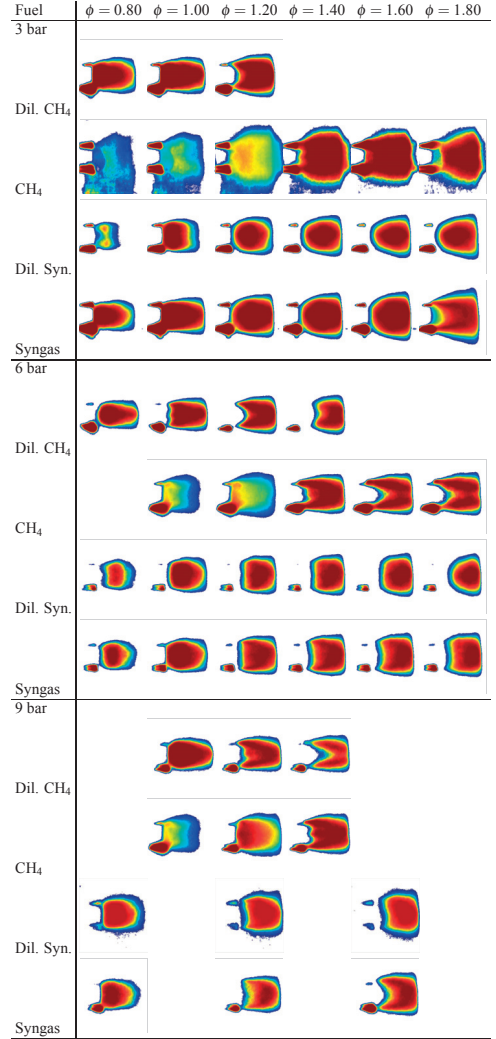 Fuel ϕ = 0.80 ϕ = 1.00 ϕ = 1.20 ϕ = 1.40 ϕ = 1.60 ϕ = 1.80
3 bar
Dil. CH₄
CH₄
Dil. Syn.
Syngas
6 bar
Dil. CH₄
CH₄
Dil. Syn.
Syngas
9 bar
Dil. CH₄
CH₄
Dil. Syn.
Syngas